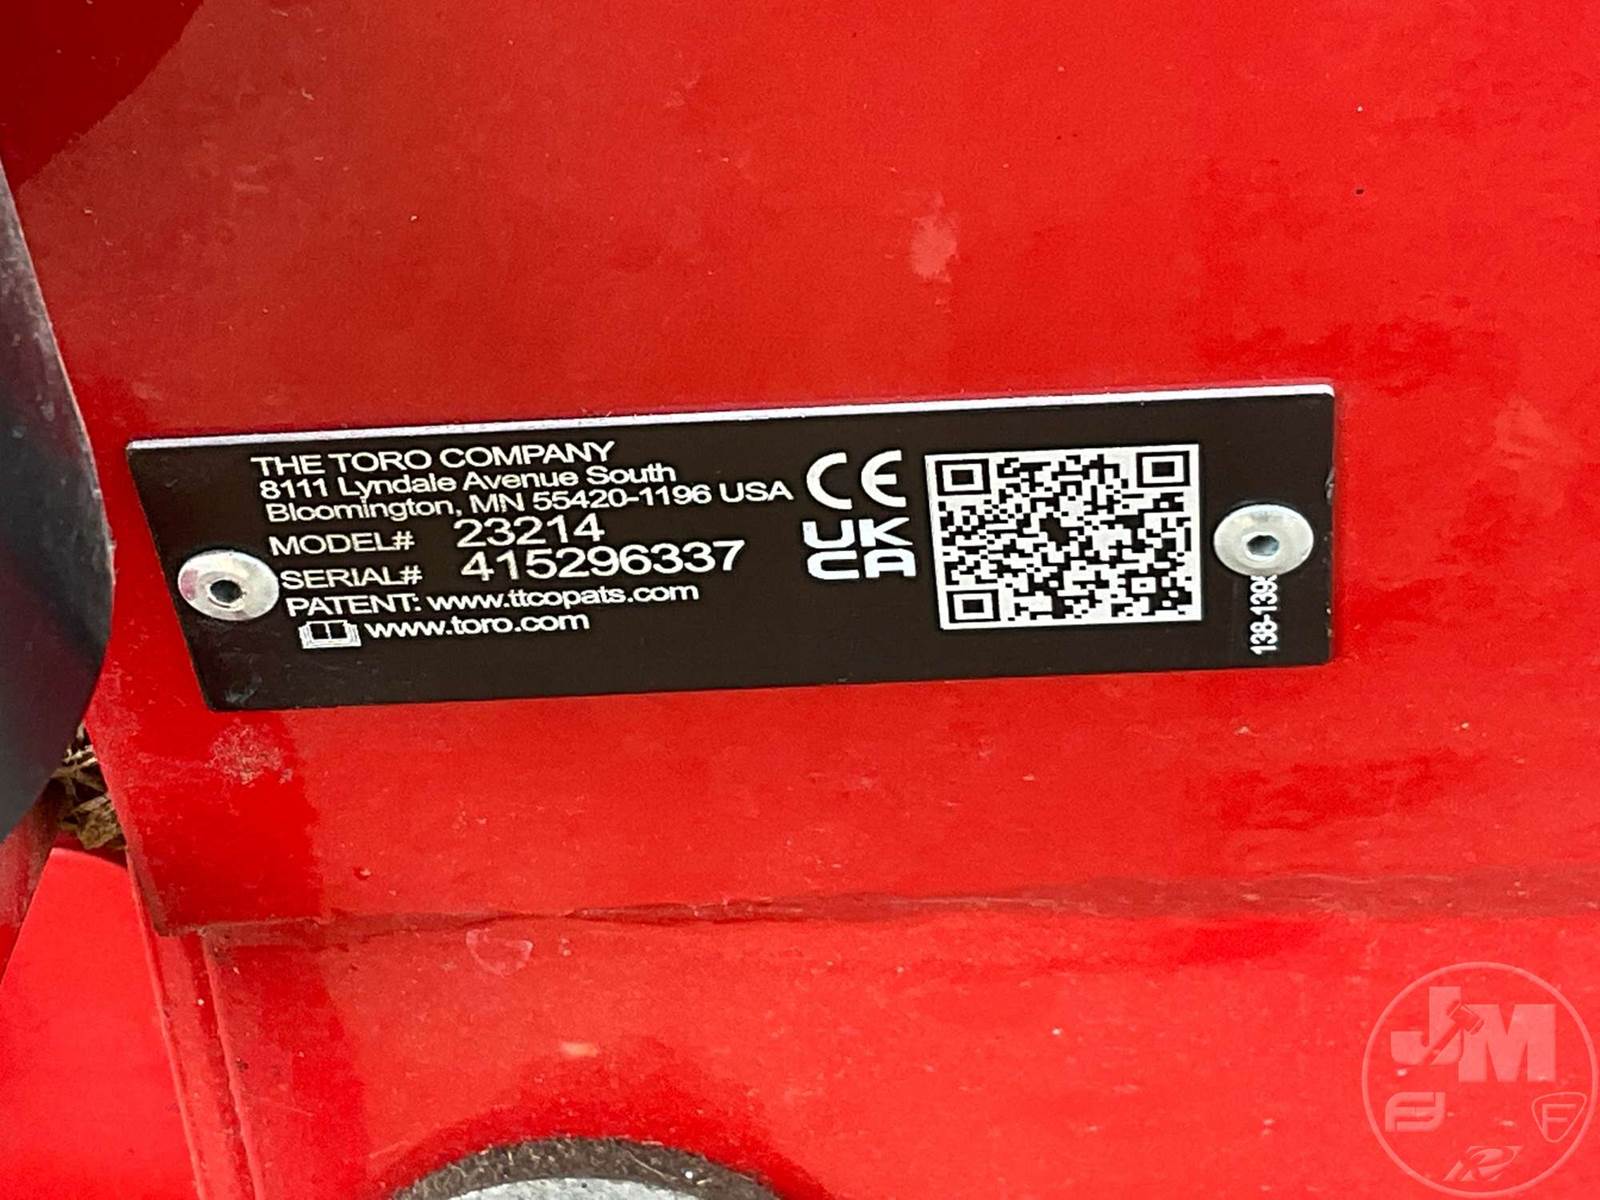 THE TORO COMPANY
8111 Lyndale Avenue South
Bloomington, MN 55420-1196 USA
MODEL# 23214
SERIAL# 415296337
PATENT: www.ttcopats.com
www.toro.com
CE
UK
CA
JM
F